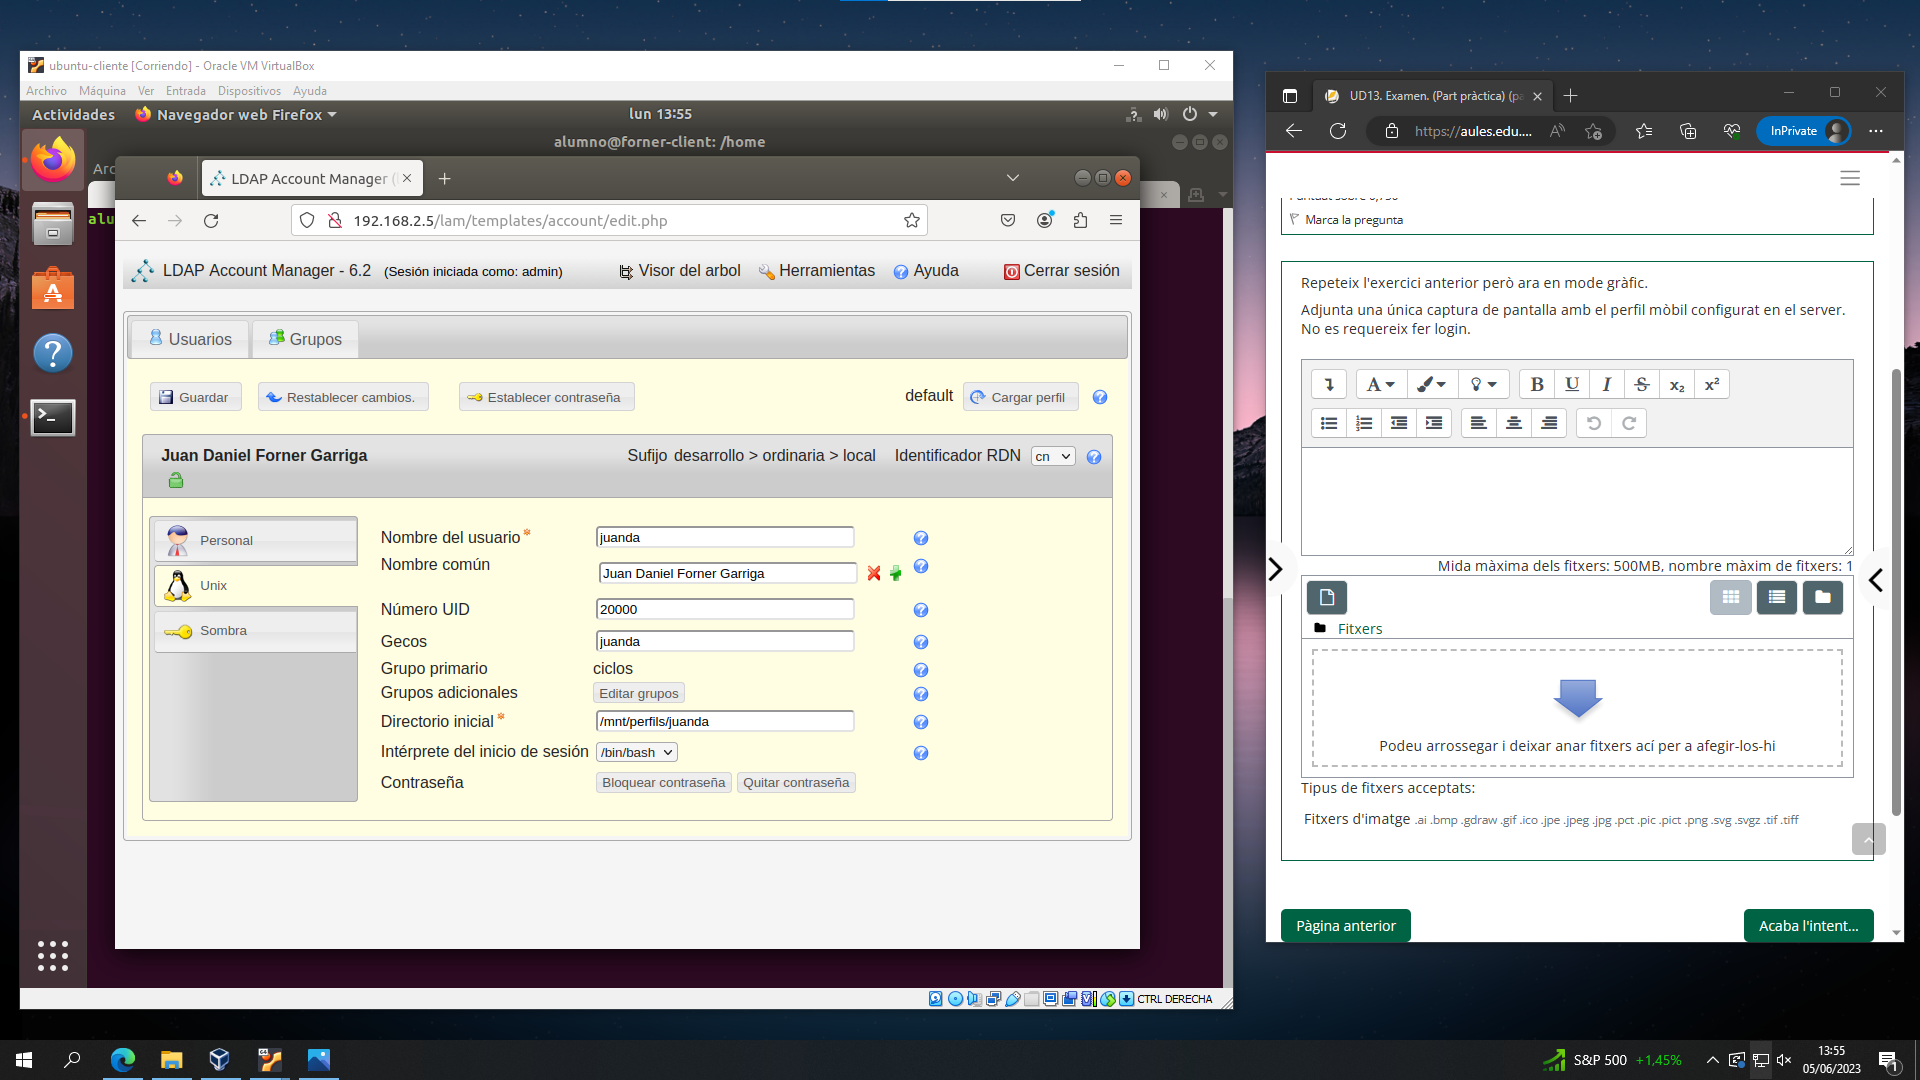 ubuntu-cliente [Corriendo] - Oracle VM VirtualBox
Archivo Máquina Ver Entrada Dispositivos Ayuda
Actividades Navegador web Firefox lun 13:55
alumno@forner-client: /home
Arc
alu
LDAP Account Manager (
192.168.2.5/lam/templates/account/edit.php
LDAP Account Manager - 6.2 (Sesión iniciada como: admin) Visor del arbol Herramientas Ayuda Cerrar sesión
Usuarios Grupos
Guardar Restablecer cambios. Establecer contraseña default Cargar perfil
Juan Daniel Forner Garriga Sufijo desarrollo > ordinaria > local Identificador RDN cn
Personal
Unix
Sombra
Nombre del usuario* juanda
Nombre común Juan Daniel Forner Garriga
Número UID 20000
Gecos juanda
Grupo primario ciclos
Grupos adicionales Editar grupos
Directorio inicial* /mnt/perfils/juanda
Intérprete del inicio de sesión /bin/bash
Contraseña Bloquear contraseña Quitar contraseña
CTRL DERECHA
UD13. Examen. (Part pràctica) (pa
https://aules.edu.... InPrivate
Marca la pregunta
Repeteix l'exercici anterior però ara en mode gràfic.
Adjunta una única captura de pantalla amb el perfil mòbil configurat en el server.
No es requereix fer login.
A B U I S x₂ x²
Mida màxima dels fitxers: 500MB, nombre màxim de fitxers: 1
Fitxers
Podeu arrossegar i deixar anar fitxers ací per a afegir-los-hi
Tipus de fitxers acceptats:
Fitxers d'imatge .ai .bmp .gdraw .gif .ico .jpe .jpeg .jpg .pct .pic .pict .png .svg .svgz .tif .tiff
Pàgina anterior Acaba l'intent...
S&P 500 +1,45%
13:55
05/06/2023
1